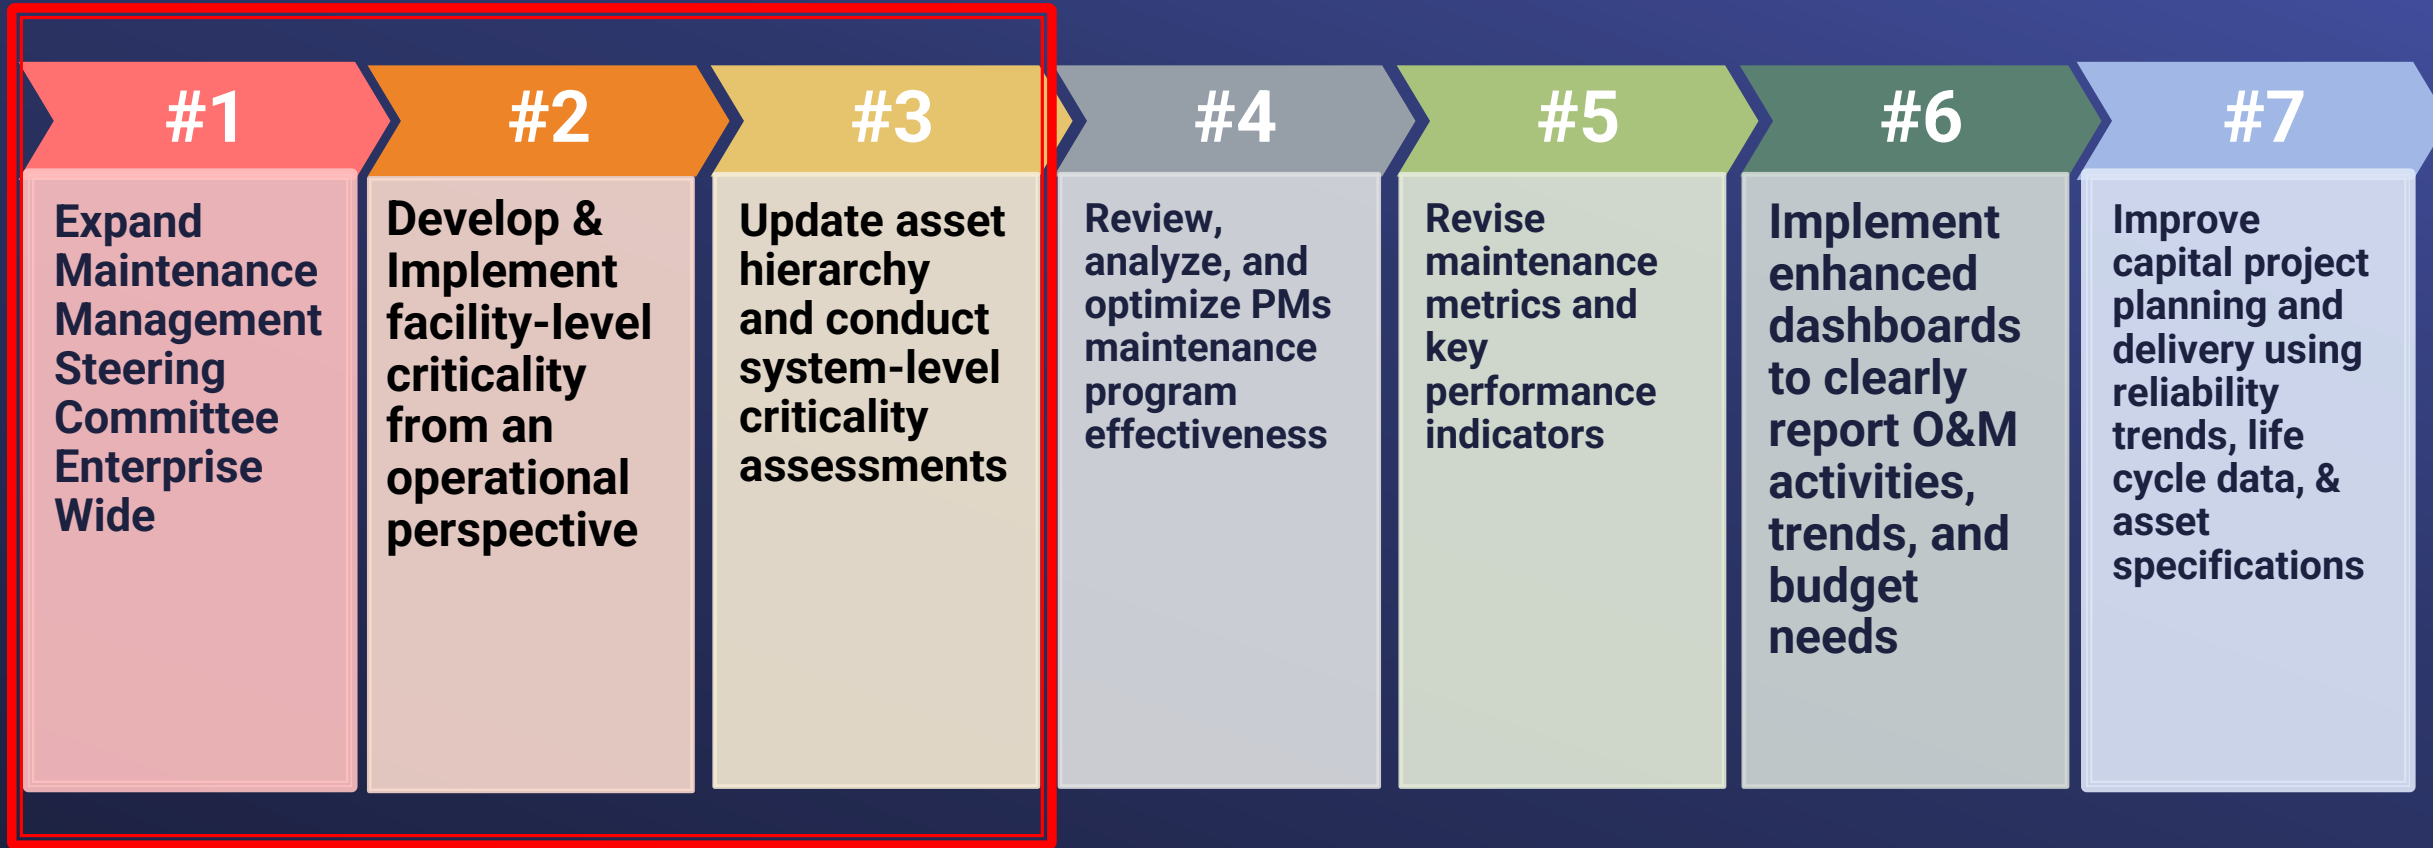 #1
Expand
Maintenance
Management
Steering
Committee
Enterprise
Wide
#2
Develop &
Implement
facility-level
criticality
from an
operational
perspective
#3
Update asset
hierarchy
and conduct
system-level
criticality
assessments
#4
Review,
analyze, and
optimize PMs
maintenance
program
effectiveness
#5
Revise
maintenance
metrics and
key
performance
indicators
#6
Implement
enhanced
dashboards
to clearly
report O&M
activities,
trends, and
budget
needs
#7
Improve
capital project
planning and
delivery using
reliability
trends, life
cycle data, &
asset
specifications